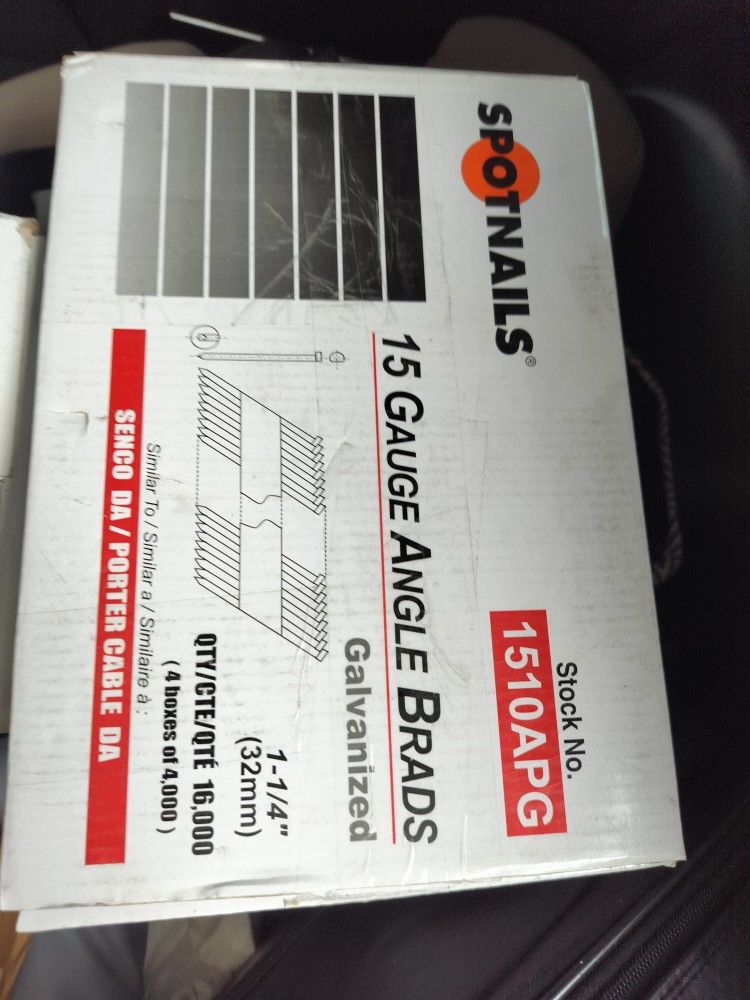 SPOTNAILS®
Stock No.
1510APG
15 GAUGE ANGLE BRADS
Galvanized
1-1/4"
(32mm)
QTY/CTE/QTÉ 16,000
( 4 boxes of 4,000 )
Similar To / Similar a / Similaire à :
SENCO DA / PORTER CABLE DA